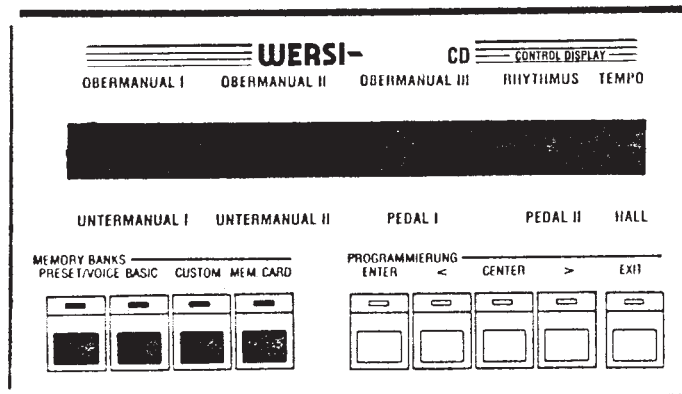 WERSI- CD CONTROL DISPLAY
OBERMANUAL I OBERMANUAL II OBERMANUAL III RHYTHMUS TEMPO
UNTERMANUAL I UNTERMANUAL II PEDAL I PEDAL II HALL
MEMORY BANKS PROGRAMMIERUNG
PRESET/VOICE BASIC CUSTOM MEM. CARD ENTER < CENTER > EXIT